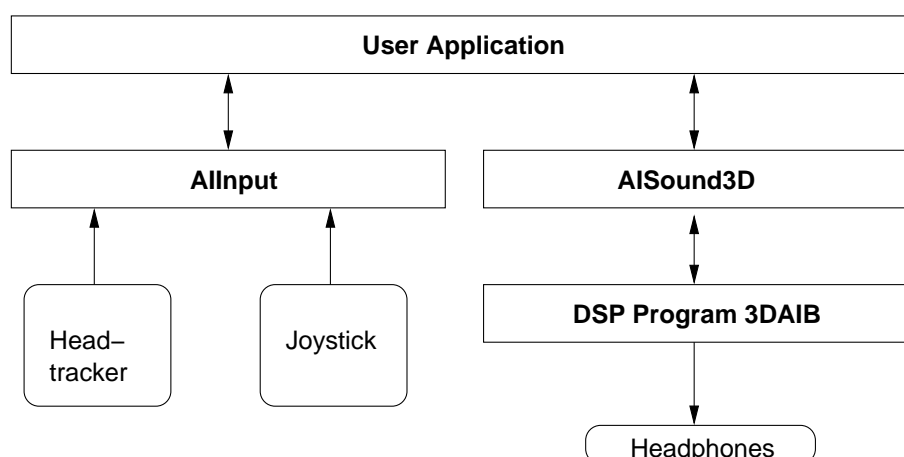 User Application
AIInput
AISound3D
DSP Program 3DAIB
Head−
tracker
Joystick
Headphones